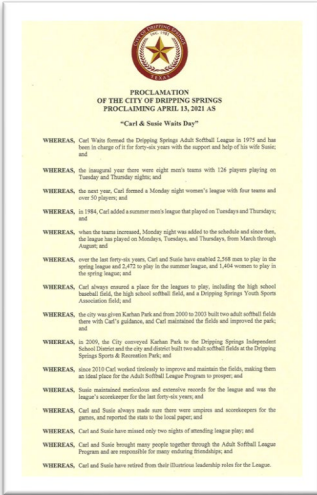 PROCLAMATION
OF THE CITY OF DRIPPING SPRINGS
PROCLAIMING APRIL 13, 2021 AS
"Carl & Susie Waits Day"
WHEREAS, Carl Waits formed the Dripping Springs Adult Softball League in 1975 and has
been in charge of it for forty-six years with the support and help of his wife Susie;
and
WHEREAS, the inaugural year there were eight men's teams with 126 players playing on
Tuesday and Thursday nights; and
WHEREAS, the next year, Carl formed a Monday night women's league with four teams and
over 50 players; and
WHEREAS, in 1984, Carl added a summer men's league that played on Tuesdays and Thursdays;
and
WHEREAS, when the teams increased, Monday night was added to the schedule and since then,
the league has played on Mondays, Tuesdays, and Thursdays, from March through
August; and
WHEREAS, over the last forty-six years, Carl and Susie have enabled 2,568 men to play in the
spring league and 2,472 to play in the summer league, and 1,404 women to play in
the spring league; and
WHEREAS, Carl always ensured a place for the leagues to play, including the high school
baseball field, the high school softball field, and a Dripping Springs Youth Sports
Association field; and
WHEREAS, the city was given Karhan Park and from 2000 to 2003 built two adult softball fields
there with Carl's guidance, and Carl maintained the fields and improved the park;
and
WHEREAS, in 2009, the City conveyed Karhan Park to the Dripping Springs Independent
School District and the city and district built two adult softball fields at the Dripping
Springs Sports & Recreation Park; and
WHEREAS, since 2010 Carl worked tirelessly to improve and maintain the fields, making them
an ideal place for the Adult Softball League Program to prosper; and
WHEREAS, Susie maintained meticulous and extensive records for the league and was the
league's scorekeeper for the last forty-six years; and
WHEREAS, Carl and Susie always made sure there were umpires and scorekeepers for the
games, and reported the stats to the local paper; and
WHEREAS, Carl and Susie have missed only two nights of attending league play; and
WHEREAS, Carl and Susie brought many people together through the Adult Softball League
Program and are responsible for many enduring friendships; and
WHEREAS, Carl and Susie have retired from their illustrious leadership roles for the League.